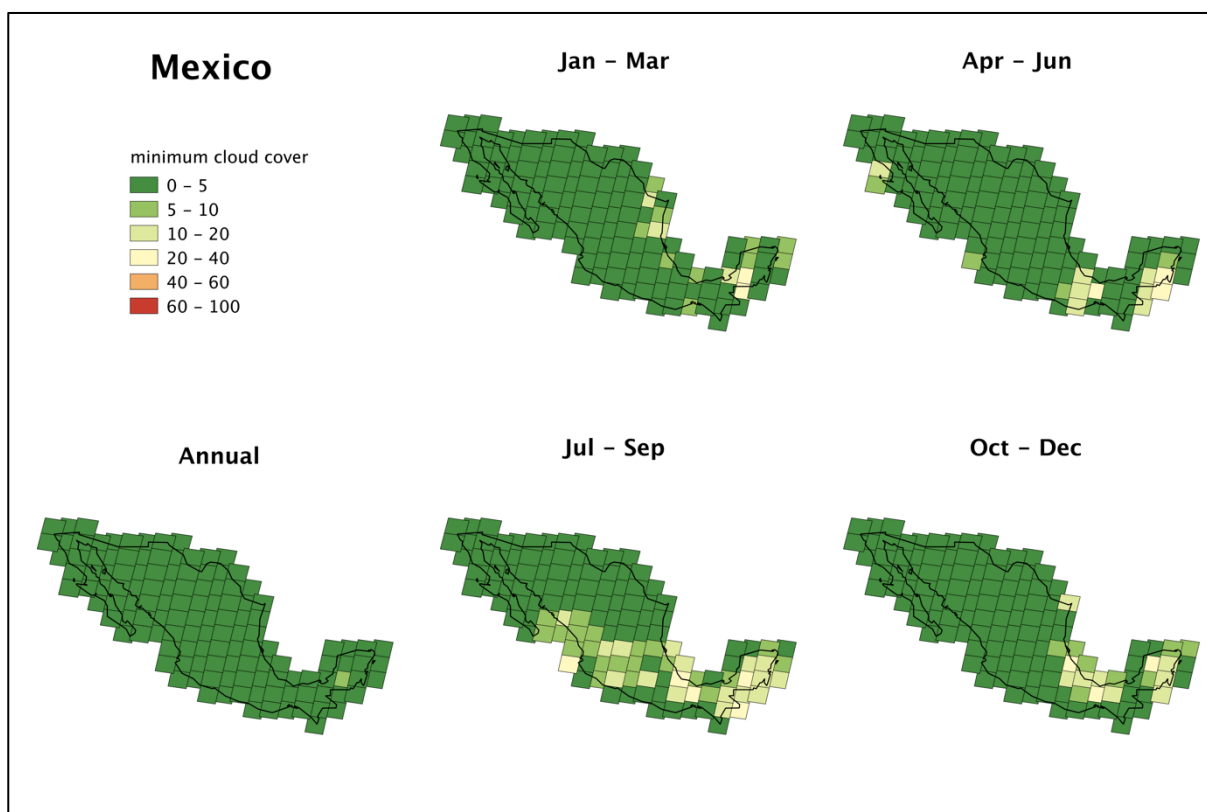 Mexico
Jan – Mar
Apr – Jun
minimum cloud cover
0 – 5
5 – 10
10 – 20
20 – 40
40 – 60
60 – 100
Annual
Jul – Sep
Oct – Dec